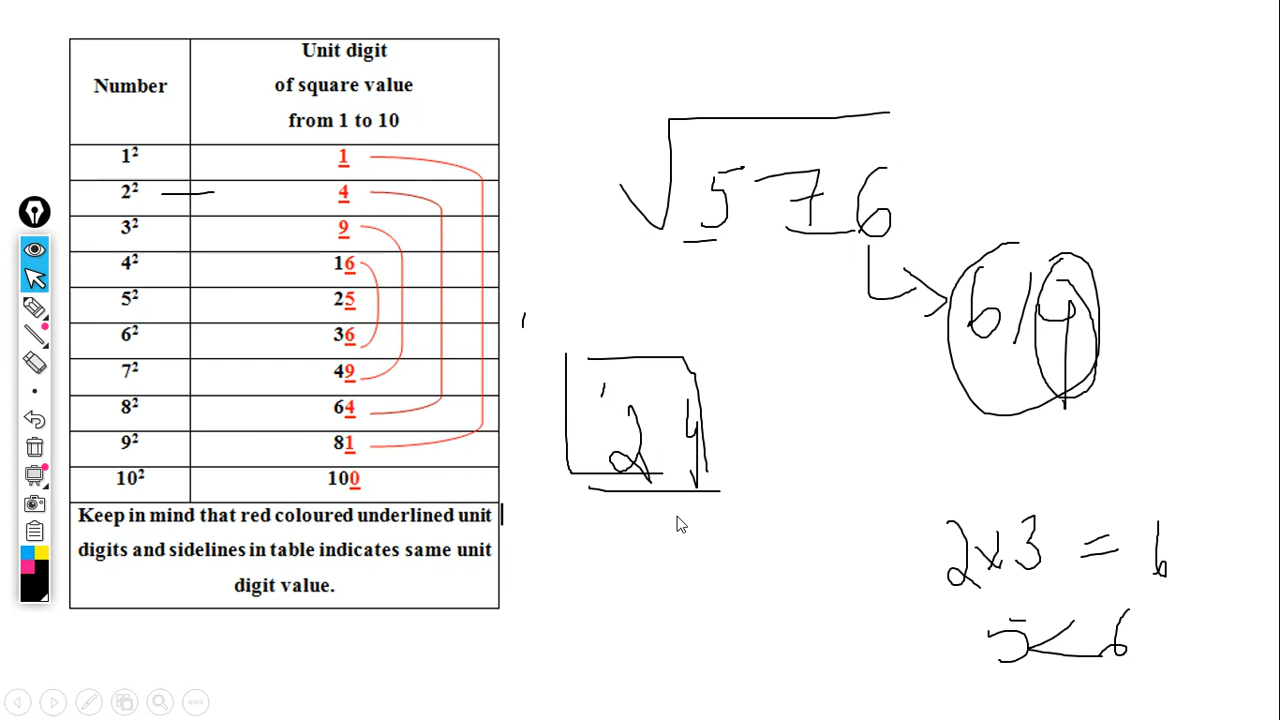 Number
Unit digit
of square value
from 1 to 10
1² 1
2² 4
3² 9
4² 16
5² 25
6² 36
7² 49
8² 64
9² 81
10² 100
Keep in mind that red coloured underlined unit
digits and sidelines in table indicates same unit
digit value.
√576
6/9
24
2x3 = 6
5<6